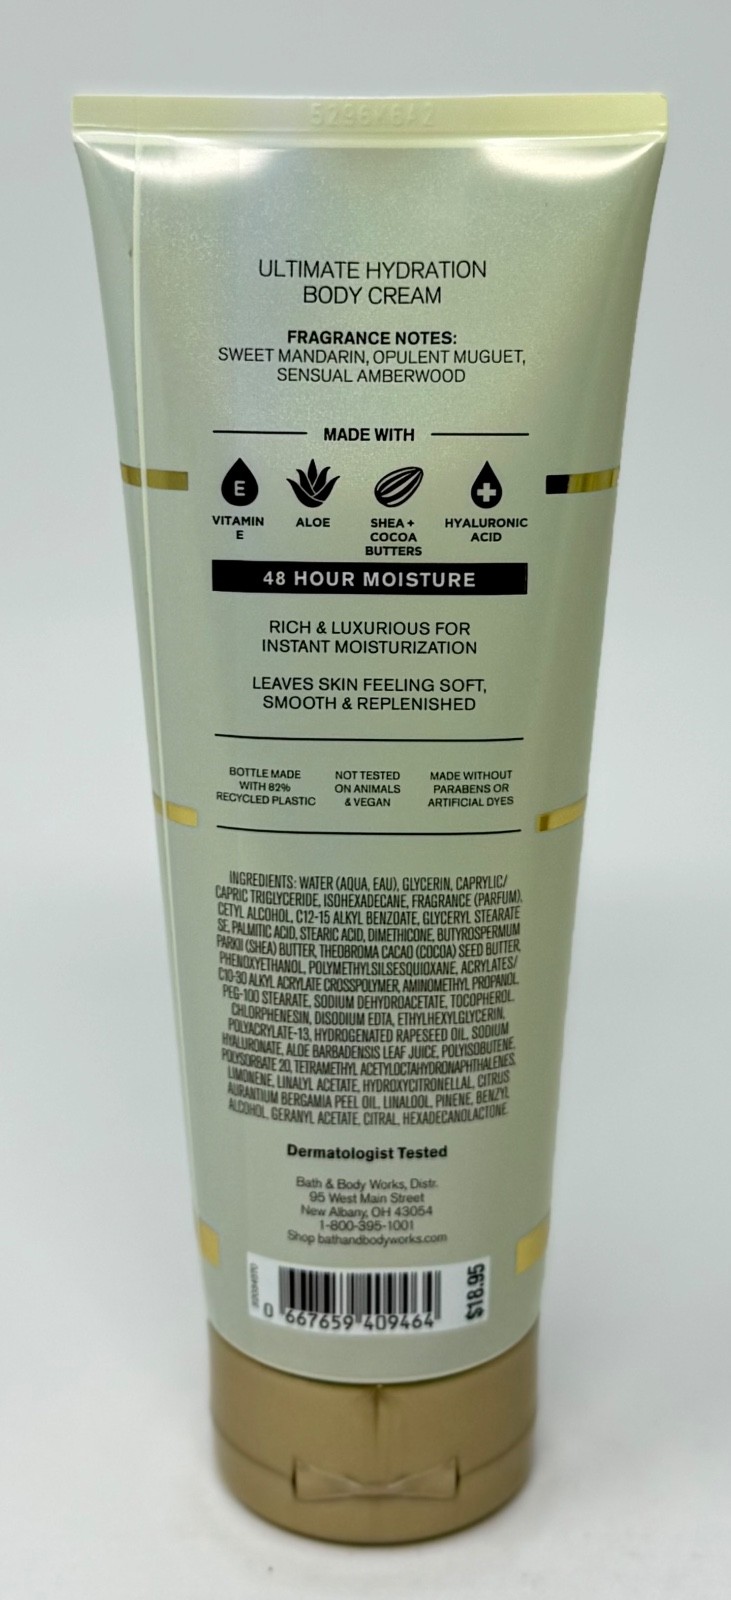 5296K6A2
ULTIMATE HYDRATION
BODY CREAM
FRAGRANCE NOTES:
SWEET MANDARIN, OPULENT MUGUET,
SENSUAL AMBERWOOD
MADE WITH
E
VITAMIN
E
ALOE
SHEA +
COCOA
BUTTERS
HYALURONIC
ACID
48 HOUR MOISTURE
RICH & LUXURIOUS FOR
INSTANT MOISTURIZATION
LEAVES SKIN FEELING SOFT,
SMOOTH & REPLENISHED
BOTTLE MADE
WITH 82%
RECYCLED PLASTIC
NOT TESTED
ON ANIMALS
& VEGAN
MADE WITHOUT
PARABENS OR
ARTIFICIAL DYES
INGREDIENTS: WATER (AQUA, EAU), GLYCERIN, CAPRYLIC/
CAPRIC TRIGLYCERIDE, ISOHEXADECANE, FRAGRANCE (PARFUM),
CETYL ALCOHOL, C12-15 ALKYL BENZOATE, GLYCERYL STEARATE
SE, PALMITIC ACID, STEARIC ACID, DIMETHICONE, BUTYROSPERMUM
PARKII (SHEA) BUTTER, THEOBROMA CACAO (COCOA) SEED BUTTER,
PHENOXYETHANOL, POLYMETHYLSILSESQUIOXANE, ACRYLATES/
C10-30 ALKYL ACRYLATE CROSSPOLYMER, AMINOMETHYL PROPANOL,
PEG-100 STEARATE, SODIUM DEHYDROACETATE, TOCOPHEROL,
CHLORPHENESIN, DISODIUM EDTA, ETHYLHEXYLGLYCERIN,
POLYACRYLATE-13, HYDROGENATED RAPESEED OIL, SODIUM
HYALURONATE, ALOE BARBADENSIS LEAF JUICE, POLYISOBUTENE,
POLYSORBATE 20, TETRAMETHYL ACETYLOCTAHYDRONAPHTHALENES,
LIMONENE, LINALYL ACETATE, HYDROXYCITRONELLAL, CITRUS
AURANTIUM BERGAMIA PEEL OIL, LINALOOL, PINENE, BENZYL
ALCOHOL, GERANYL ACETATE, CITRAL, HEXADECANOLACTONE.
Dermatologist Tested
Bath & Body Works, Distr.
95 West Main Street
New Albany, OH 43054
1-800-395-1001
Shop bathandbodyworks.com
0 667659 409464
$18.95